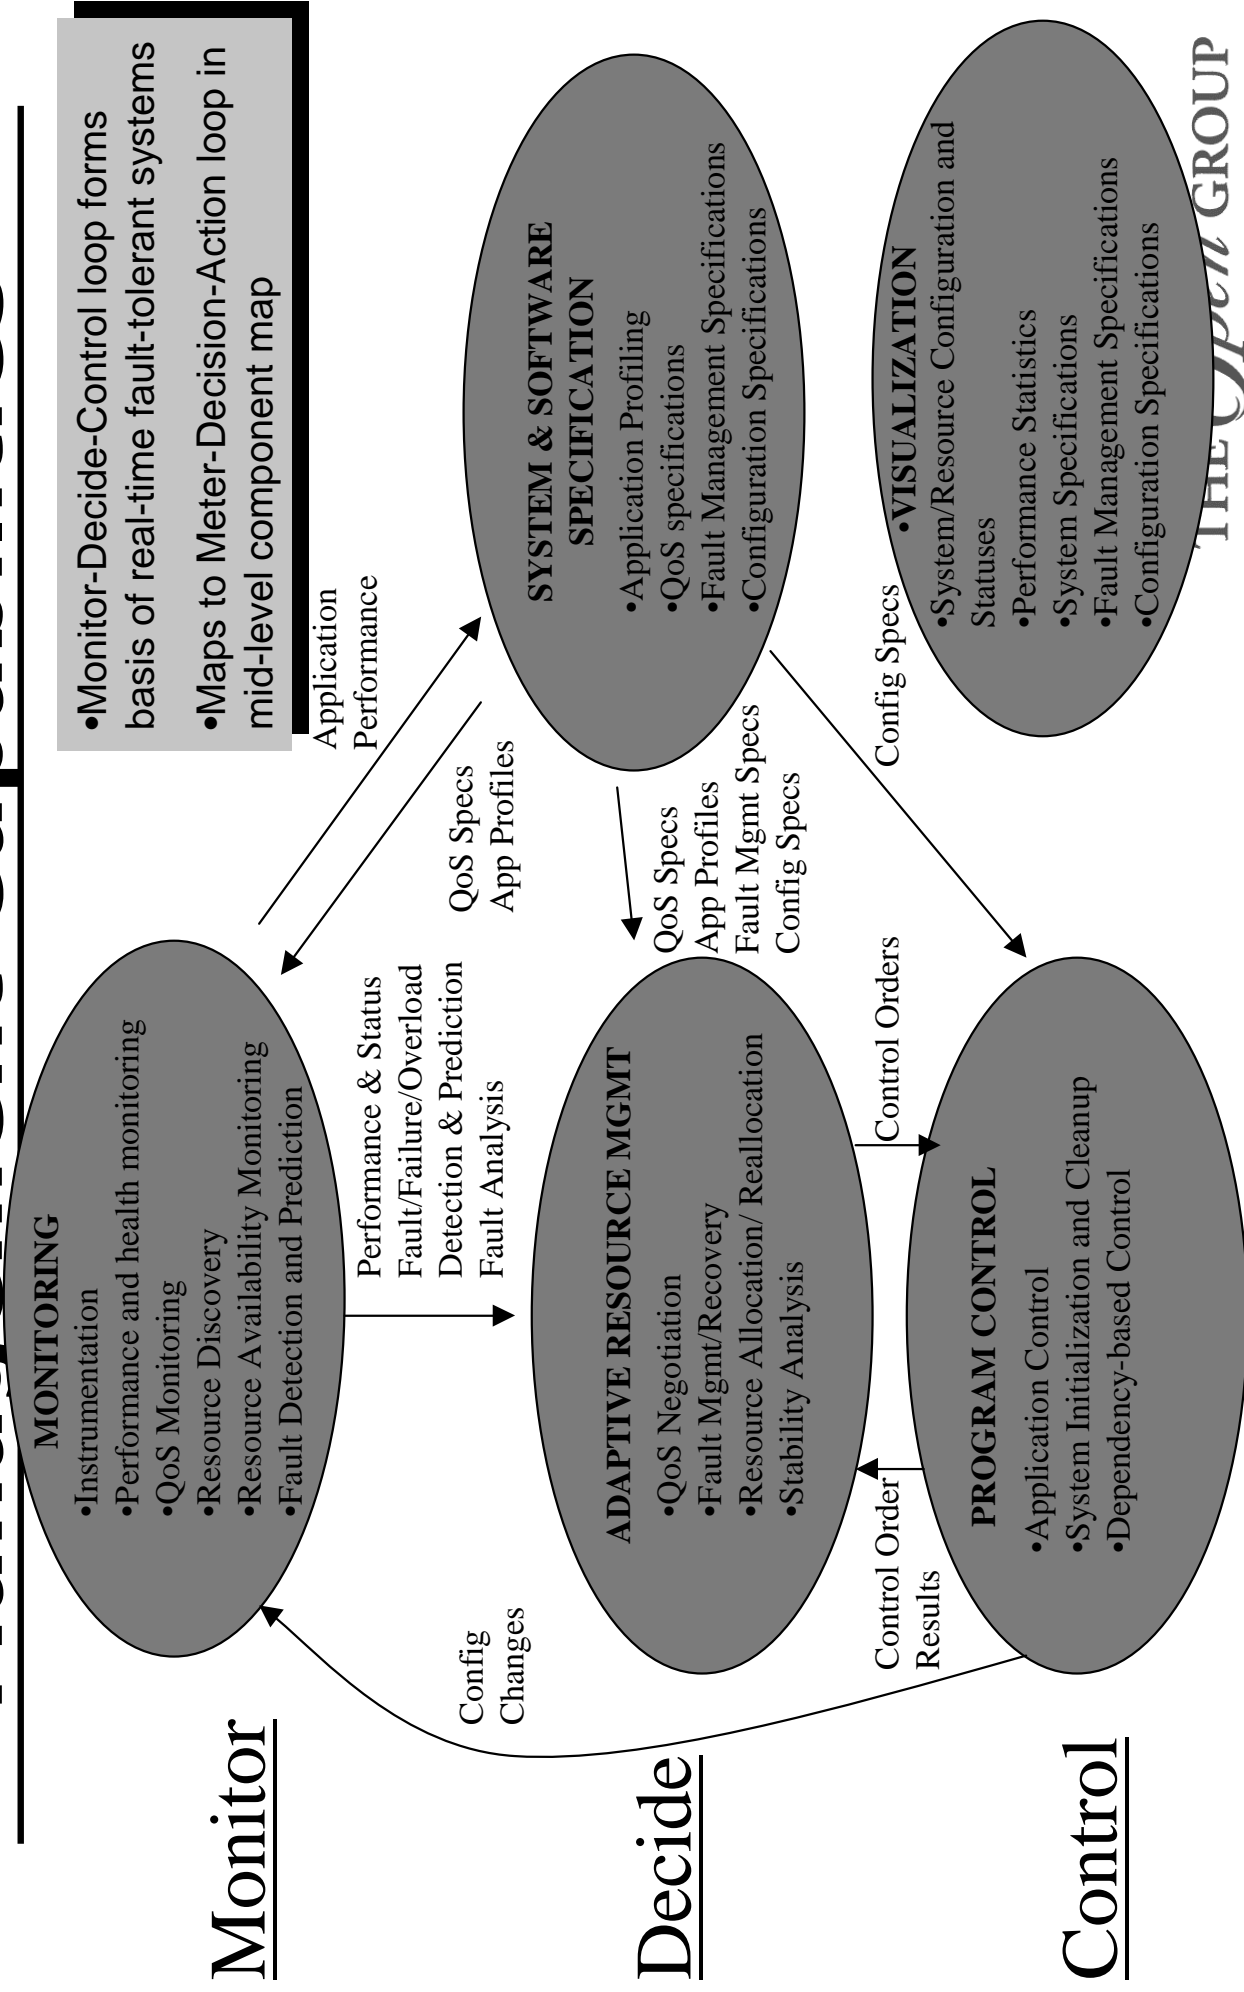 •Monitor-Decide-Control loop forms
basis of real-time fault-tolerant systems
•Maps to Meter-Decision-Action loop in
mid-level component map
Monitor
MONITORING
•Instrumentation
•Performance and health monitoring
•QoS Monitoring
•Resource Discovery
•Resource Availability Monitoring
•Fault Detection and Prediction
Application
Performance
QoS Specs
App Profiles
Performance & Status
Fault/Failure/Overload
Detection & Prediction
Fault Analysis
Config
Changes
SYSTEM & SOFTWARE
SPECIFICATION
•Application Profiling
•QoS specifications
•Fault Management Specifications
•Configuration Specifications
Decide
ADAPTIVE RESOURCE MGMT
•QoS Negotiation
•Fault Mgmt/Recovery
•Resource Allocation/ Reallocation
•Stability Analysis
QoS Specs
App Profiles
Fault Mgmt Specs
Config Specs
Control Order
Results
Control Orders
Config Specs
•VISUALIZATION
•System/Resource Configuration and
Statuses
•Performance Statistics
•System Specifications
•Fault Management Specifications
•Configuration Specifications
Control
PROGRAM CONTROL
•Application Control
•System Initialization and Cleanup
•Dependency-based Control
THE Open GROUP